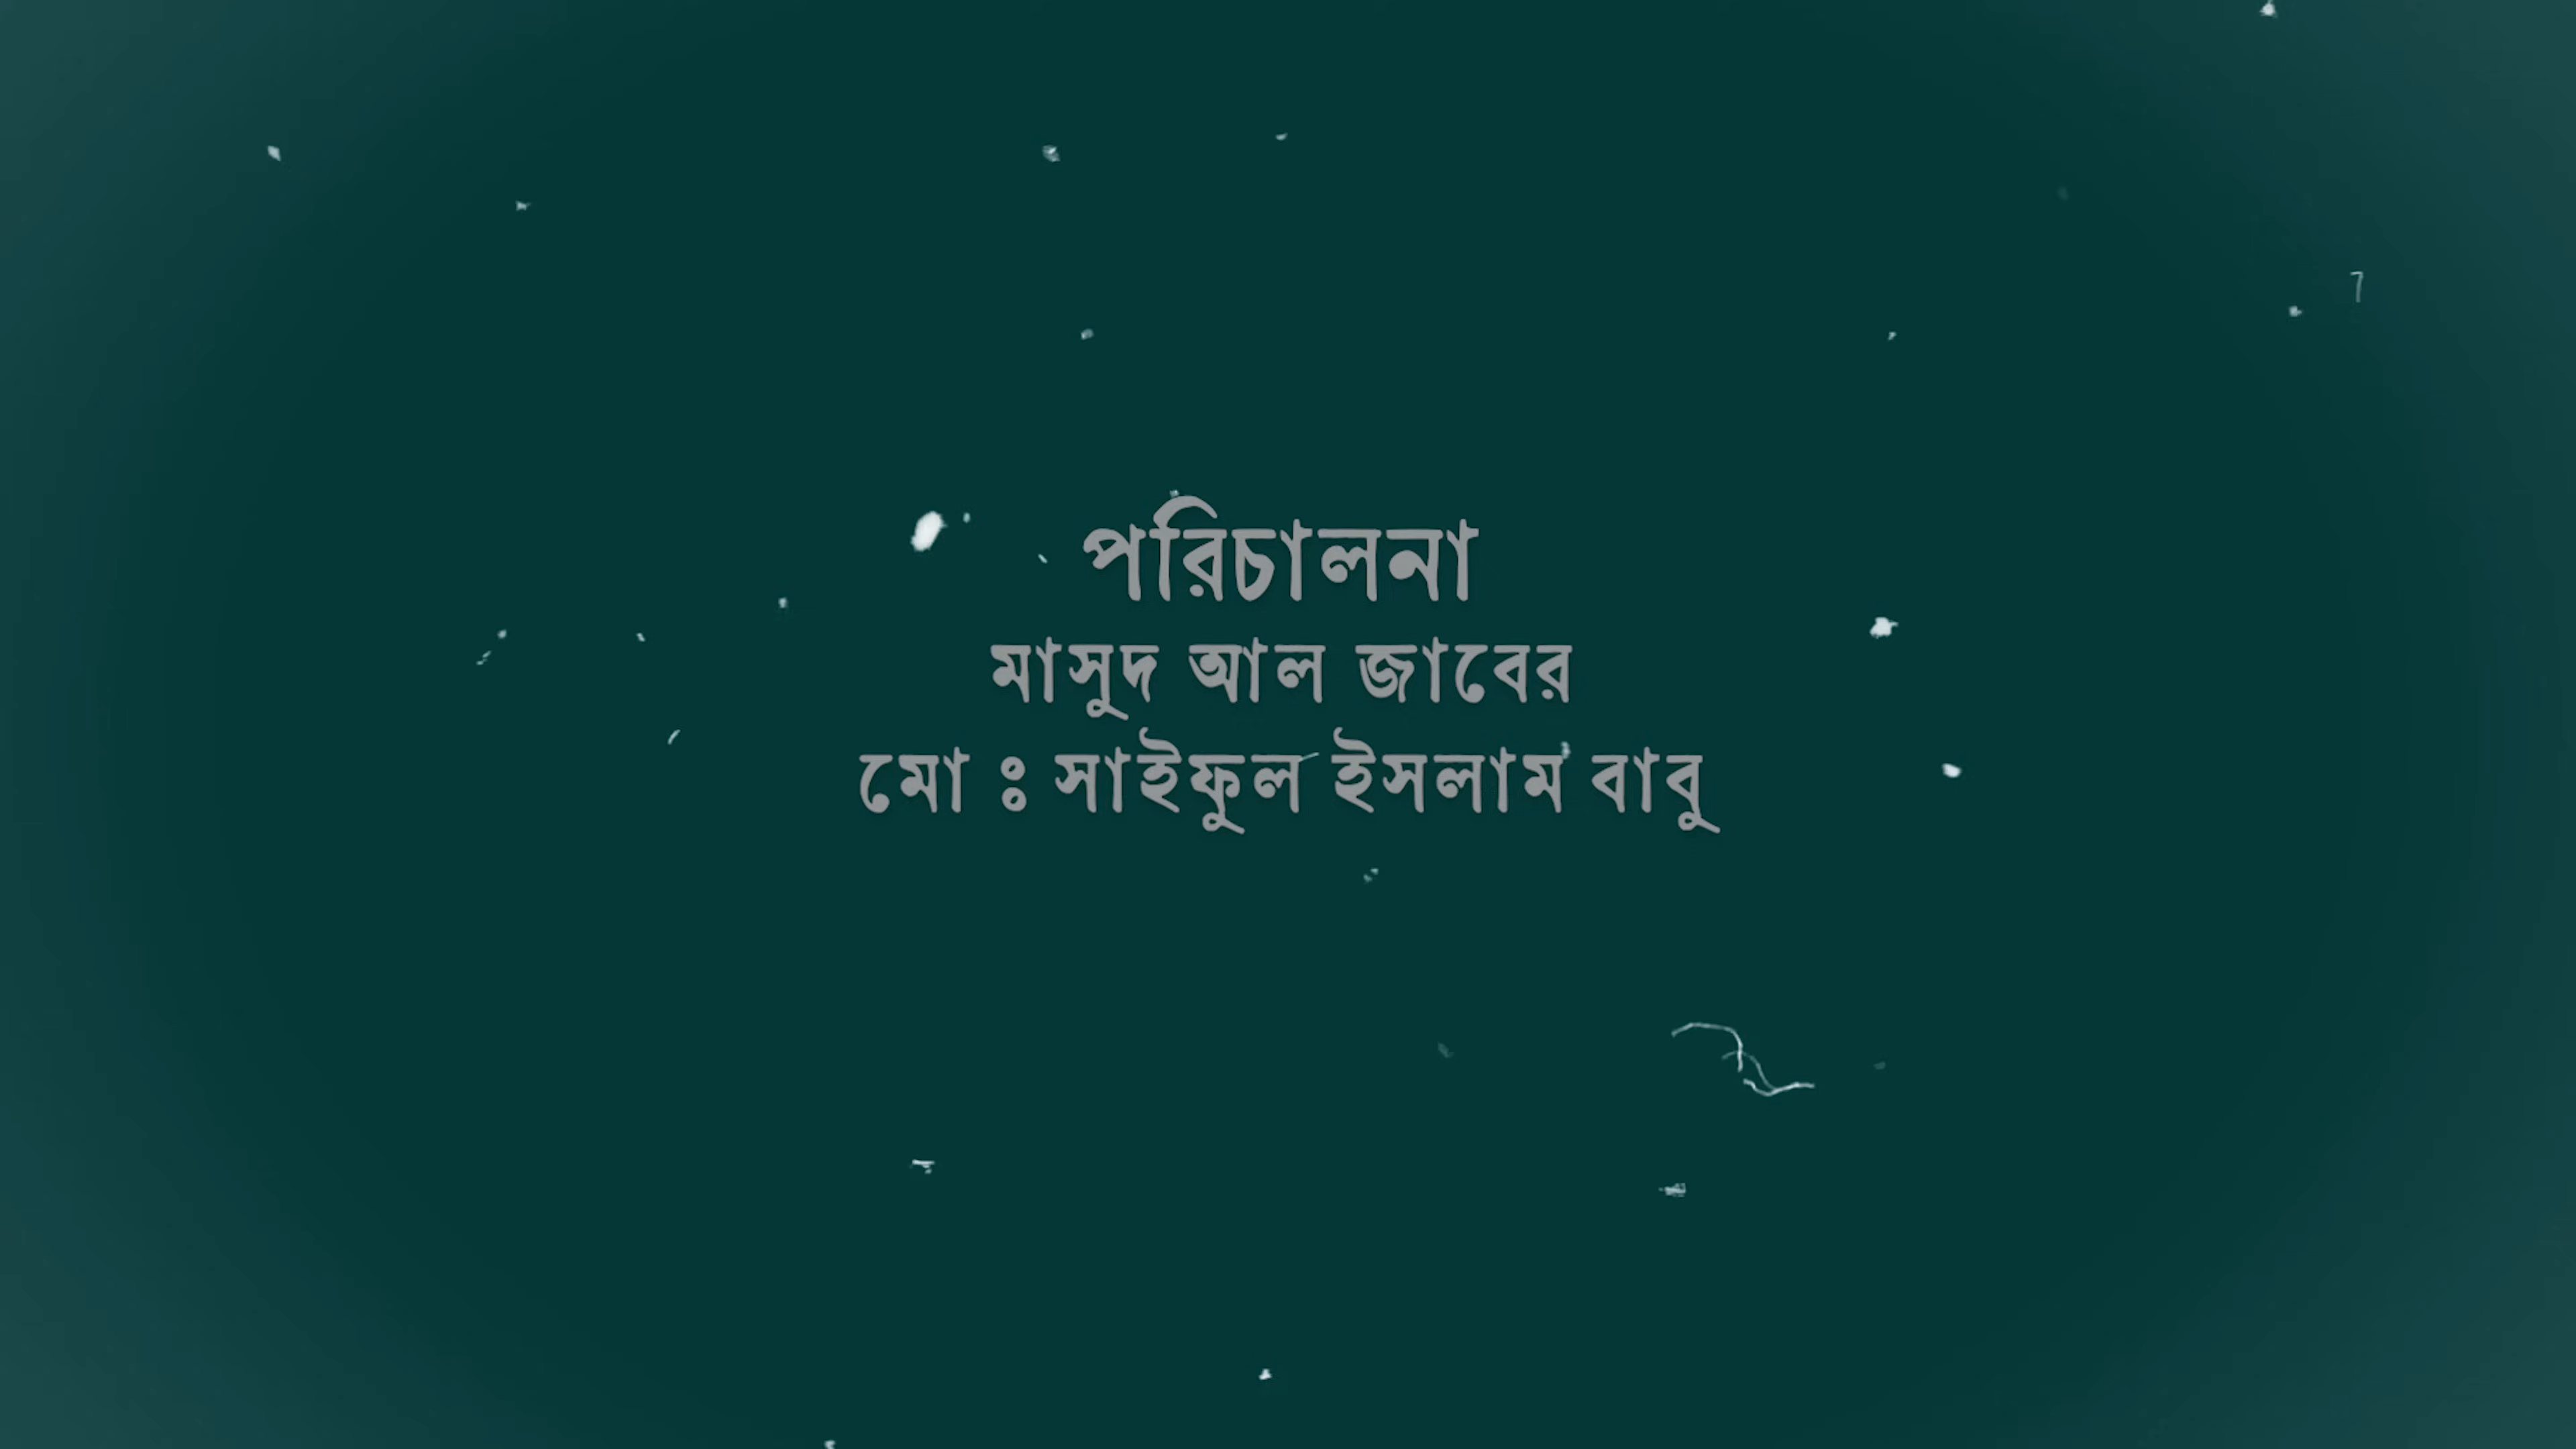 পরিচালনা
মাসুদ আল জাবের
মো ঃ সাইফুল ইসলাম বাবু